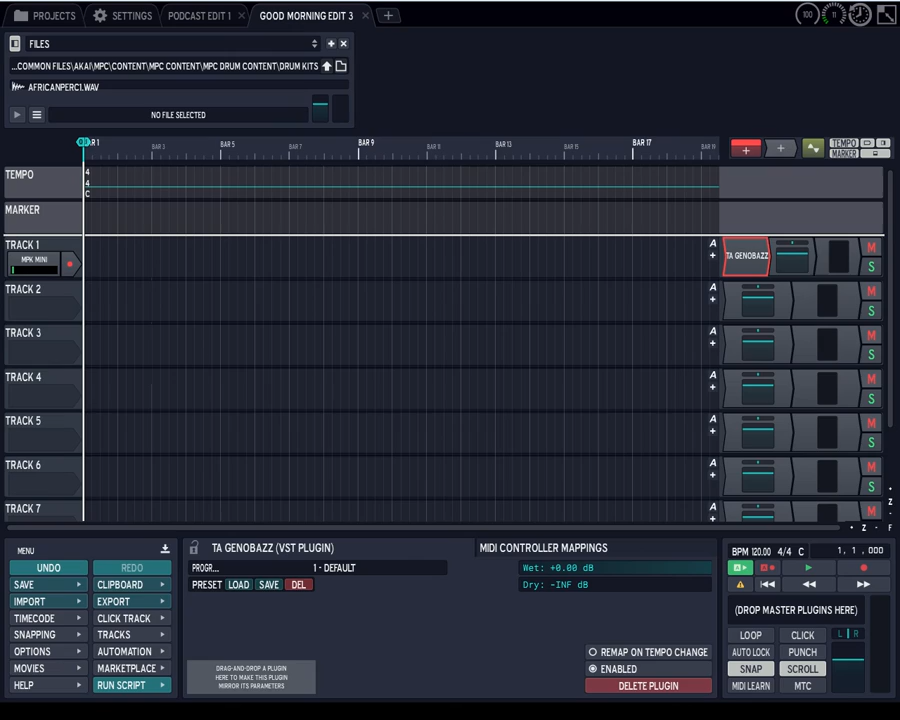 PROJECTS
SETTINGS
PODCAST EDIT 1
GOOD MORNING EDIT 3
100
11
FILES
...COMMON FILES\AKAI\MPC\CONTENT\MPC CONTENT\MPC DRUM CONTENT\DRUM KITS
AFRICANPERC1.WAV
NO FILE SELECTED
BAR 3
BAR 5
BAR 7
BAR 9
BAR 11
BAR 13
BAR 15
BAR 17
BAR 19
TEMPO
MARKER
TEMPO
4
4
C
MARKER
TRACK 1
MPK MINI
A
TA GENOBAZZ
M
S
TRACK 2
A
M
S
TRACK 3
A
M
S
TRACK 4
A
M
S
TRACK 5
A
M
S
TRACK 6
A
M
S
TRACK 7
A
M
Z
Z
F
MENU
UNDO
REDO
SAVE
CLIPBOARD
IMPORT
EXPORT
TIMECODE
CLICK TRACK
SNAPPING
TRACKS
OPTIONS
AUTOMATION
MOVIES
MARKETPLACE
HELP
RUN SCRIPT
TA GENOBAZZ (VST PLUGIN)
PROGR...
1 - DEFAULT
PRESET LOAD SAVE DEL
DRAG-AND-DROP A PLUGIN
HERE TO MAKE THIS PLUGIN
MIRROR ITS PARAMETERS
MIDI CONTROLLER MAPPINGS
Wet: +0.00 dB
Dry: -INF dB
REMAP ON TEMPO CHANGE
ENABLED
DELETE PLUGIN
BPM 120.00 4/4 C
1, 1, 000
A
A
(DROP MASTER PLUGINS HERE)
LOOP
CLICK
L
R
AUTO LOCK
PUNCH
SNAP
SCROLL
MIDI LEARN
MTC